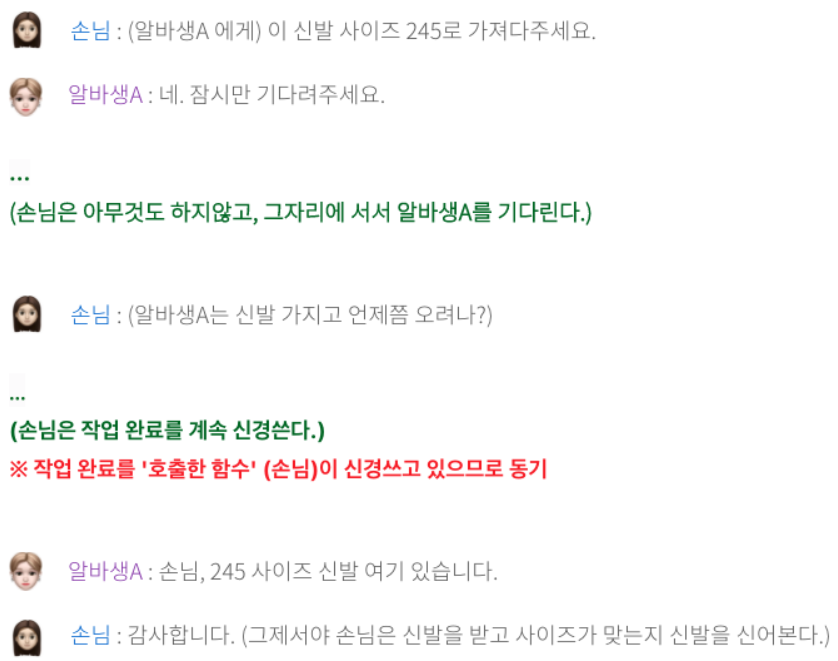 손님 : (알바생A 에게) 이 신발 사이즈 245로 가져다주세요.
알바생A : 네. 잠시만 기다려주세요.
...
(손님은 아무것도 하지않고, 그자리에 서서 알바생A를 기다린다.)
손님 : (알바생A는 신발 가지고 언제쯤 오려나?)
...
(손님은 작업 완료를 계속 신경쓴다.)
※ 작업 완료를 '호출한 함수' (손님)이 신경쓰고 있으므로 동기
알바생A : 손님, 245 사이즈 신발 여기 있습니다.
손님 : 감사합니다. (그제서야 손님은 신발을 받고 사이즈가 맞는지 신발을 신어본다.)